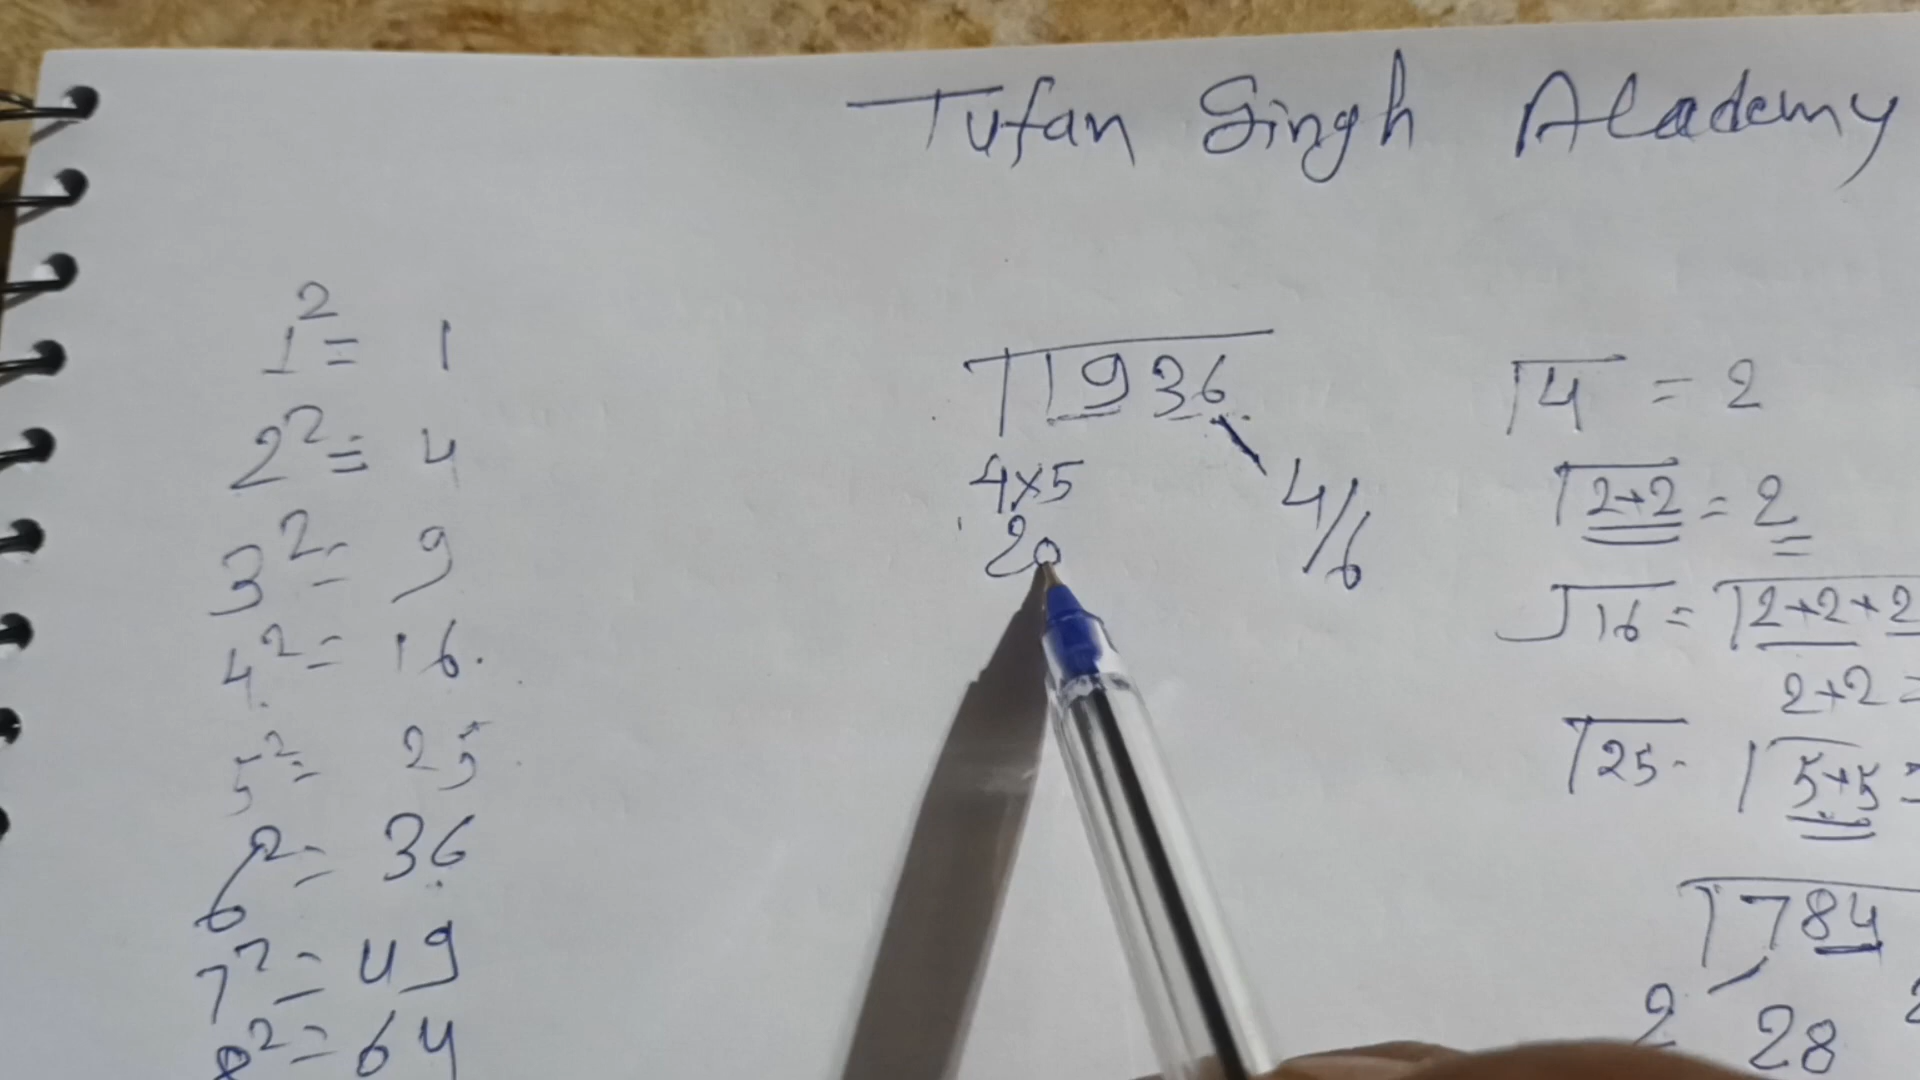 Tufan Singh Academy
1² = 1
2² = 4
3² = 9
4² = 16.
5² = 25
6² = 36
7² = 49
8² = 64
√1936
4×5
20
4/6
√4 = 2
√2+2 = 2
√16 = √2+2+2
2+2 =
√25 - √5+5 =
√784
2 28